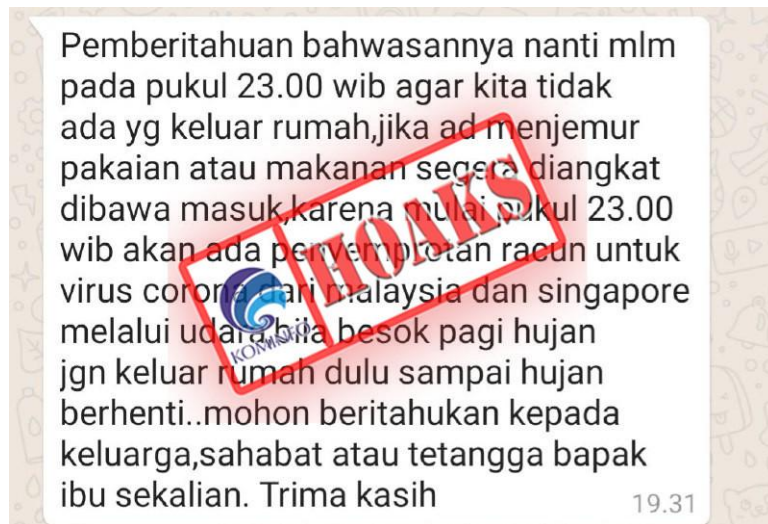 Pemberitahuan bahwasannya nanti mlm
pada pukul 23.00 wib agar kita tidak
ada yg keluar rumah,jika ad menjemur
pakaian atau makanan segera diangkat
dibawa masuk,karena mulai pukul 23.00
wib akan ada penyemprotan racun untuk
virus corona dari malaysia dan singapore
melalui udara,bila besok pagi hujan
jgn keluar rumah dulu sampai hujan
berhenti..mohon beritahukan kepada
keluarga,sahabat atau tetangga bapak
ibu sekalian. Trima kasih
19.31
HOAKS
KOMINFO